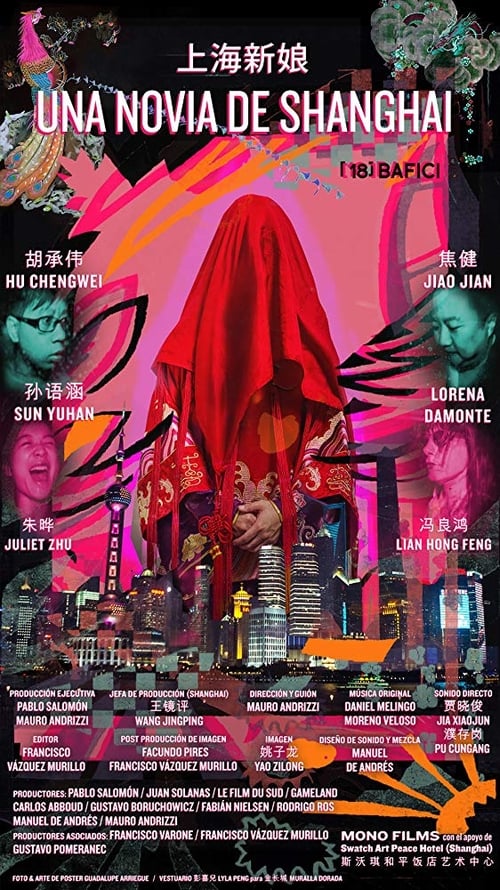 上海新娘
UNA NOVIA DE SHANGHAI
[18] BAFICI
胡承伟
HU CHENGWEI
焦健
JIAO JIAN
孙语涵
SUN YUHAN
LORENA
DAMONTE
朱晔
JULIET ZHU
冯良鸿
LIAN HONG FENG
PRODUCCIÓN EJECUTIVA
PABLO SALOMÓN
MAURO ANDRIZZI
JEFA DE PRODUCCIÓN (SHANGHAI)
王镜评
WANG JINGPING
DIRECCIÓN Y GUIÓN
MAURO ANDRIZZI
MÚSICA ORIGINAL
DANIEL MELINGO
MORENO VELOSO
SONIDO DIRECTO
贾晓俊
JIA XIAOJUN
濮存岗
PU CUNGANG
EDITOR
FRANCISCO
VÁZQUEZ MURILLO
POST PRODUCCIÓN DE IMAGEN
FACUNDO PIRES
FRANCISCO VÁZQUEZ MURILLO
IMAGEN
姚子龙
YAO ZILONG
DISEÑO DE SONIDO Y MEZCLA
MANUEL
DE ANDRÉS
PRODUCTORES: PABLO SALOMÓN / JUAN SOLANAS / LE FILM DU SUD / GAMELAND
CARLOS ABBOUD / GUSTAVO BORUCHOWICZ / FABIÁN NIELSEN / RODRIGO ROS
MANUEL DE ANDRÉS / MAURO ANDRIZZI
PRODUCTORES ASOCIADOS: FRANCISCO VARONE / FRANCISCO VÁZQUEZ MURILLO
GUSTAVO POMERANEC
MONO FILMS con el apoyo de
Swatch Art Peace Hotel (Shanghai)
斯沃琪和平饭店艺术中心
FOTO & ARTE DE POSTER GUADALUPE ARRIEGUE / VESTUARIO 彭喜兒 LYLA PENG para 金长城 MURALLA DORADA